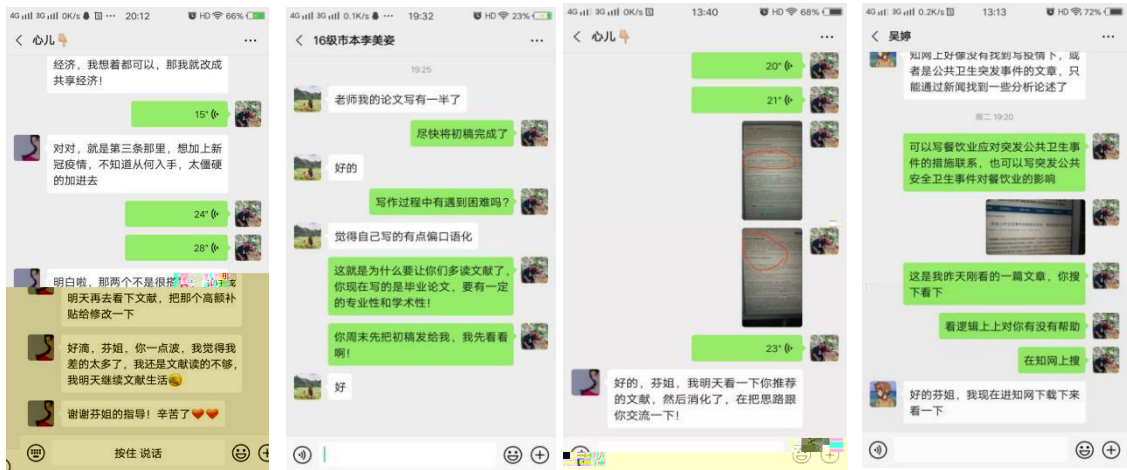 4G 3G 0K/s 20:12 HD 66%
心儿
经济，我想着都可以，那我就改成
共享经济！
15"
对对，就是第三条那里，想加上新
冠疫情，不知道从何入手，太僵硬
的加进去
24"
28"
明白啦，那两个不是很搭
明天再去看下文献，把那个高额补
贴给修改一下
好滴，芬姐，你一点波，我觉得我
差的太多了，我还是文献读的不够，
我明天继续文献生活
谢谢芬姐的指导！辛苦了
按住 说话
4G 3G 0.1K/s 19:32 HD 23%
16级市本李美姿
19:25
老师我的论文写有一半了
尽快将初稿完成了
好的
写作过程中有遇到困难吗？
觉得自己写的有点偏口语化
这就是为什么要让你们多读文献了，
你现在写的是毕业论文，要有一定
的专业性和学术性！
你周末先把初稿发给我，我先看看
啊！
好
4G 3G 0K/s 13:40 HD 68%
心儿
20"
21"
23"
好的，芬姐，我明天看一下你推荐
的文献，然后消化了，在把思路跟
你交流一下！
4G 3G 0.2K/s 13:13 HD 72%
吴婷
知网上好像没有找到写疫情下，或
者是公共卫生突发事件的文章，只
能通过新闻找到一些分析论述了
周二 19:20
可以写餐饮业应对突发公共卫生事
件的措施联系，也可以写突发公共
安全卫生事件对餐饮业的影响
这是我昨天刚看的一篇文章，你搜
下看下
看逻辑上上对你有没有帮助
在知网上搜
好的芬姐，我现在进知网下载下来
看一下